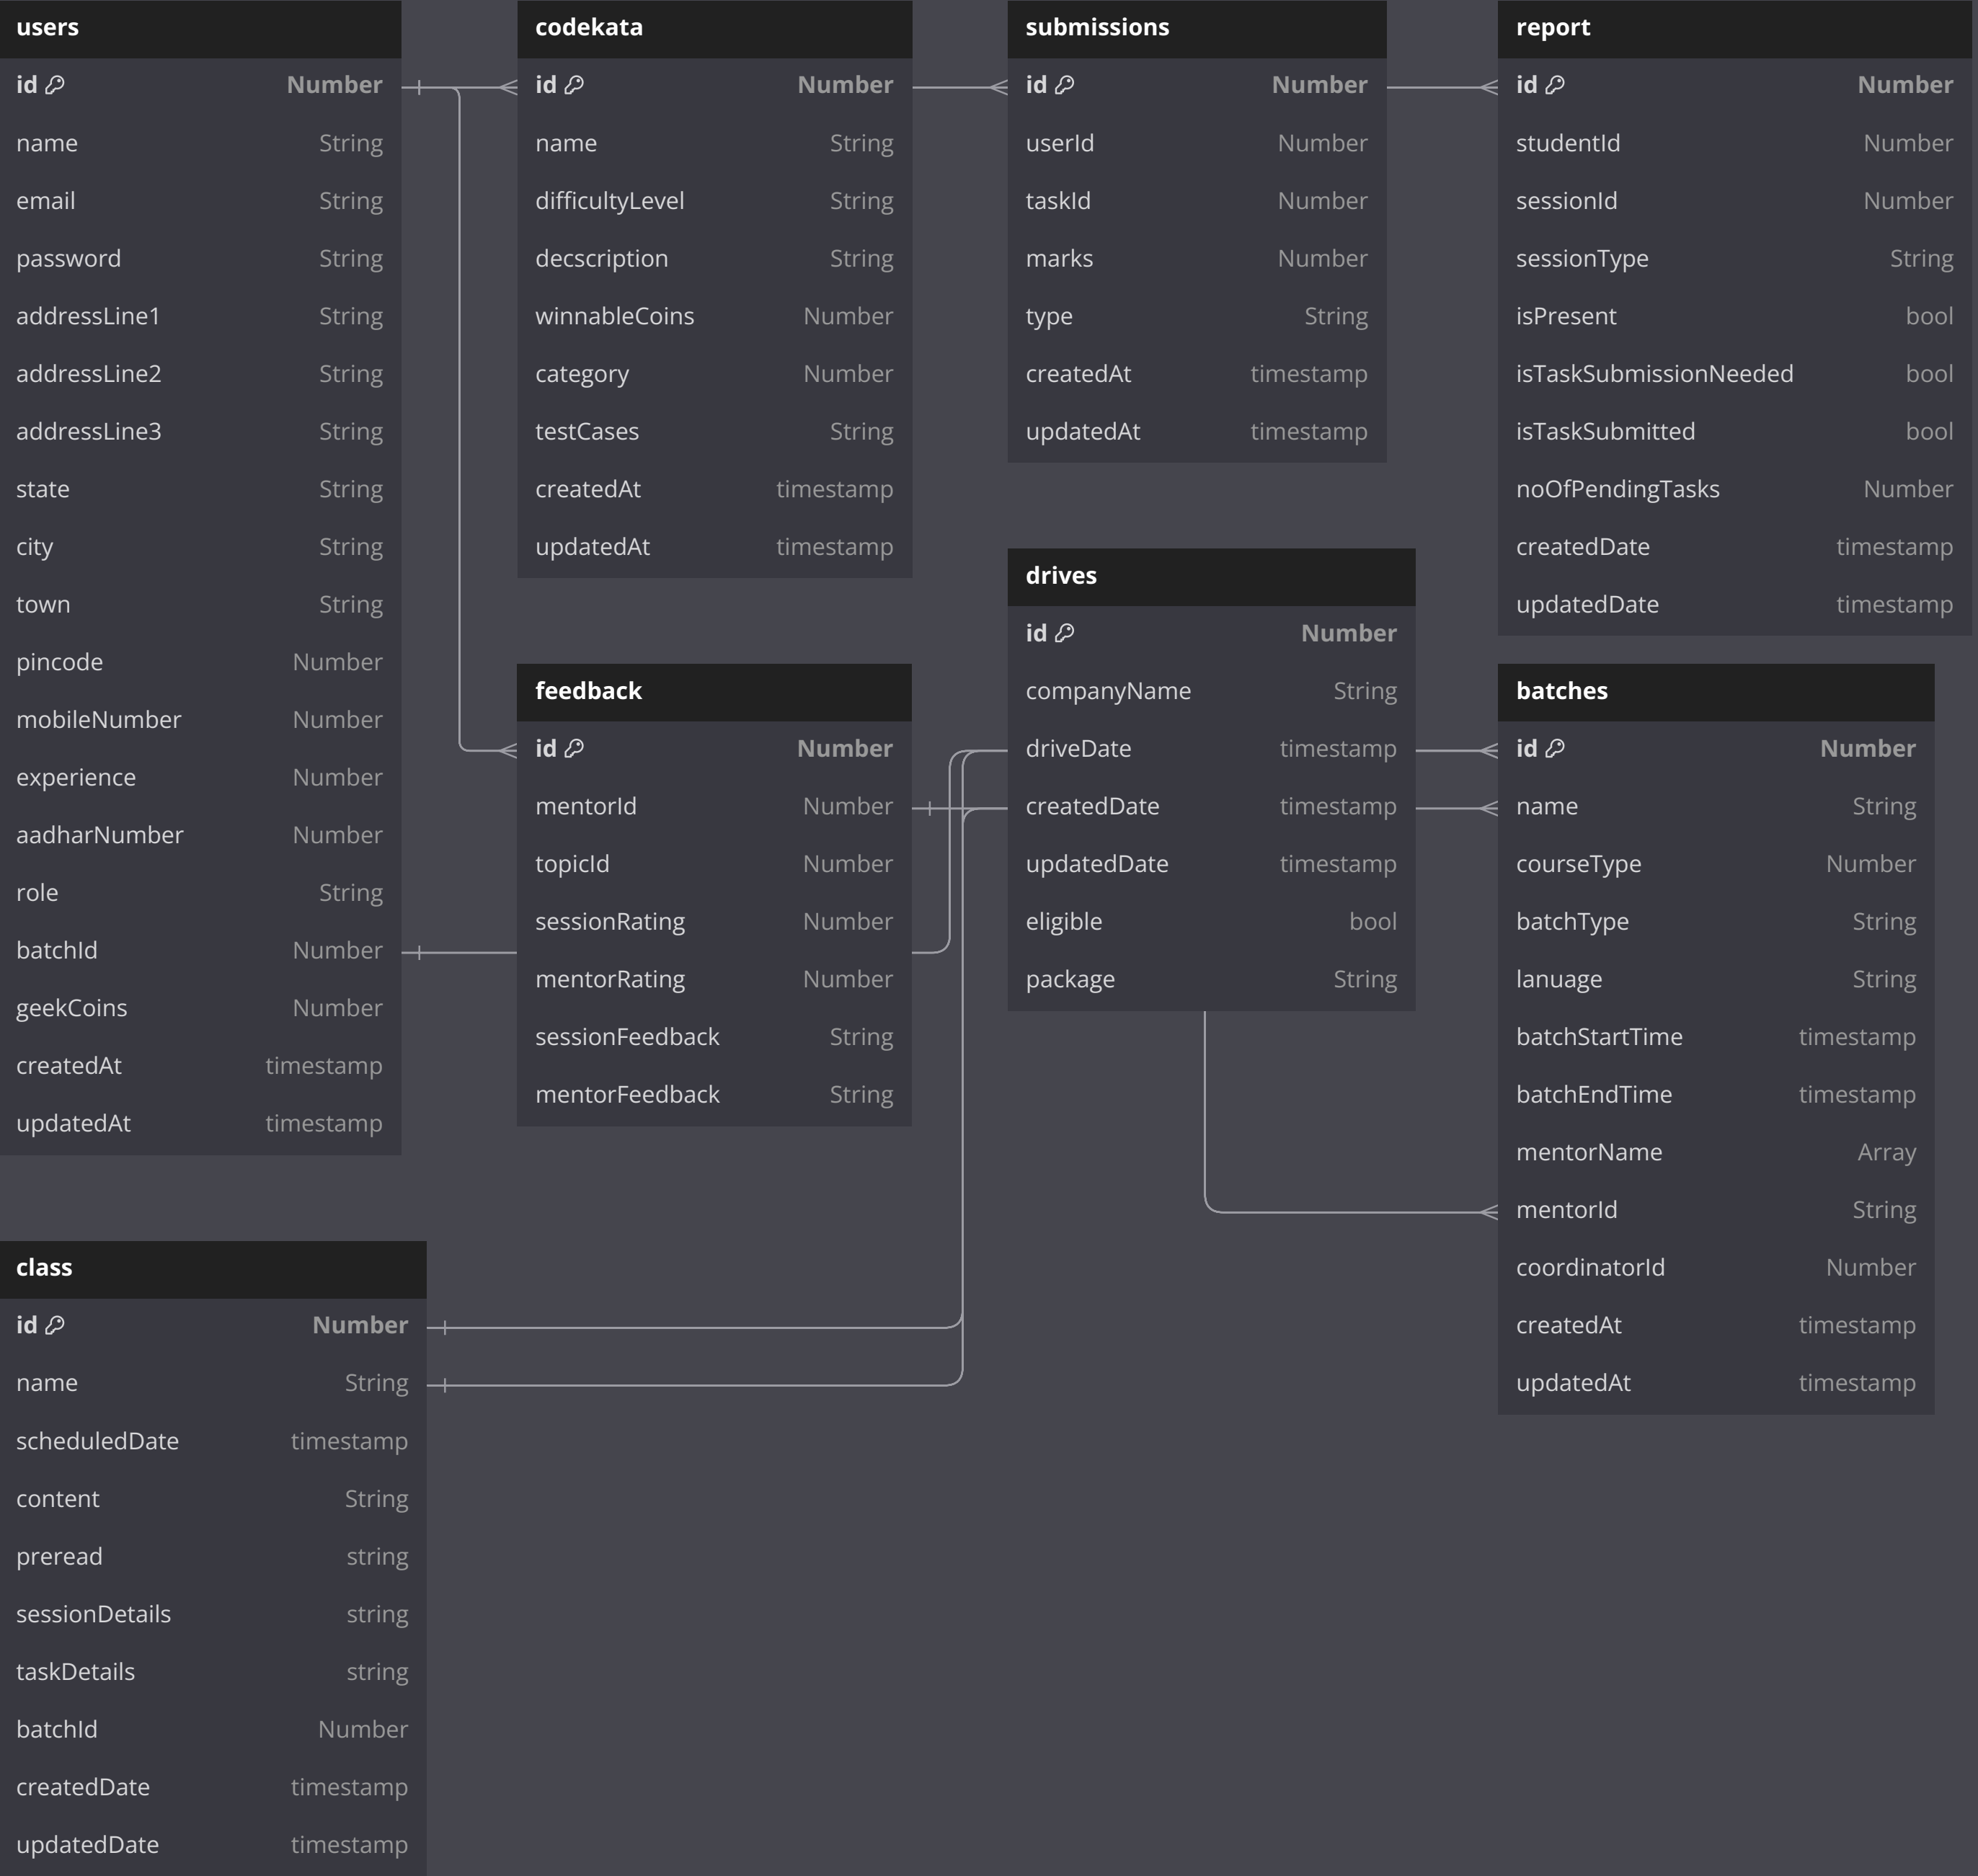 users
id Number
name String
email String
password String
addressLine1 String
addressLine2 String
addressLine3 String
state String
city String
town String
pincode Number
mobileNumber Number
experience Number
aadharNumber Number
role String
batchId Number
geekCoins Number
createdAt timestamp
updatedAt timestamp
codekata
id Number
name String
difficultyLevel String
decscription String
winnableCoins Number
category Number
testCases String
createdAt timestamp
updatedAt timestamp
submissions
id Number
userId Number
taskId Number
marks Number
type String
createdAt timestamp
updatedAt timestamp
report
id Number
studentId Number
sessionId Number
sessionType String
isPresent bool
isTaskSubmissionNeeded bool
isTaskSubmitted bool
noOfPendingTasks Number
createdDate timestamp
updatedDate timestamp
feedback
id Number
mentorId Number
topicId Number
sessionRating Number
mentorRating Number
sessionFeedback String
mentorFeedback String
drives
id Number
companyName String
driveDate timestamp
createdDate timestamp
updatedDate timestamp
eligible bool
package String
batches
id Number
name String
courseType Number
batchType String
lanuage String
batchStartTime timestamp
batchEndTime timestamp
mentorName Array
mentorId String
coordinatorId Number
createdAt timestamp
updatedAt timestamp
class
id Number
name String
scheduledDate timestamp
content String
preread string
sessionDetails string
taskDetails string
batchId Number
createdDate timestamp
updatedDate timestamp